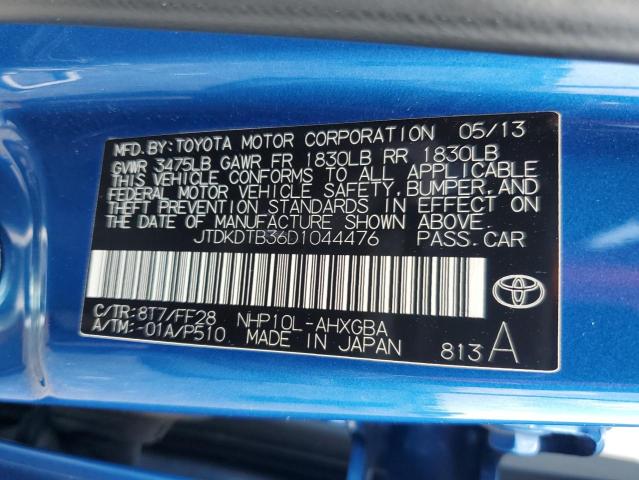 MFD.BY:TOYOTA MOTOR CORPORATION 05/13
GVWR 3475LB GAWR FR 1830LB RR 1830LB
THIS VEHICLE CONFORMS TO ALL APPLICABLE
FEDERAL MOTOR VEHICLE SAFETY, BUMPER, AND
THEFT PREVENTION STANDARDS IN EFFECT ON
THE DATE OF MANUFACTURE SHOWN ABOVE.
JTDKDTB36D1044476 PASS.CAR
C/TR:8T7/FF28 NHP10L-AHXGBA
A/TM:-01A/P510 MADE IN JAPAN 813 A